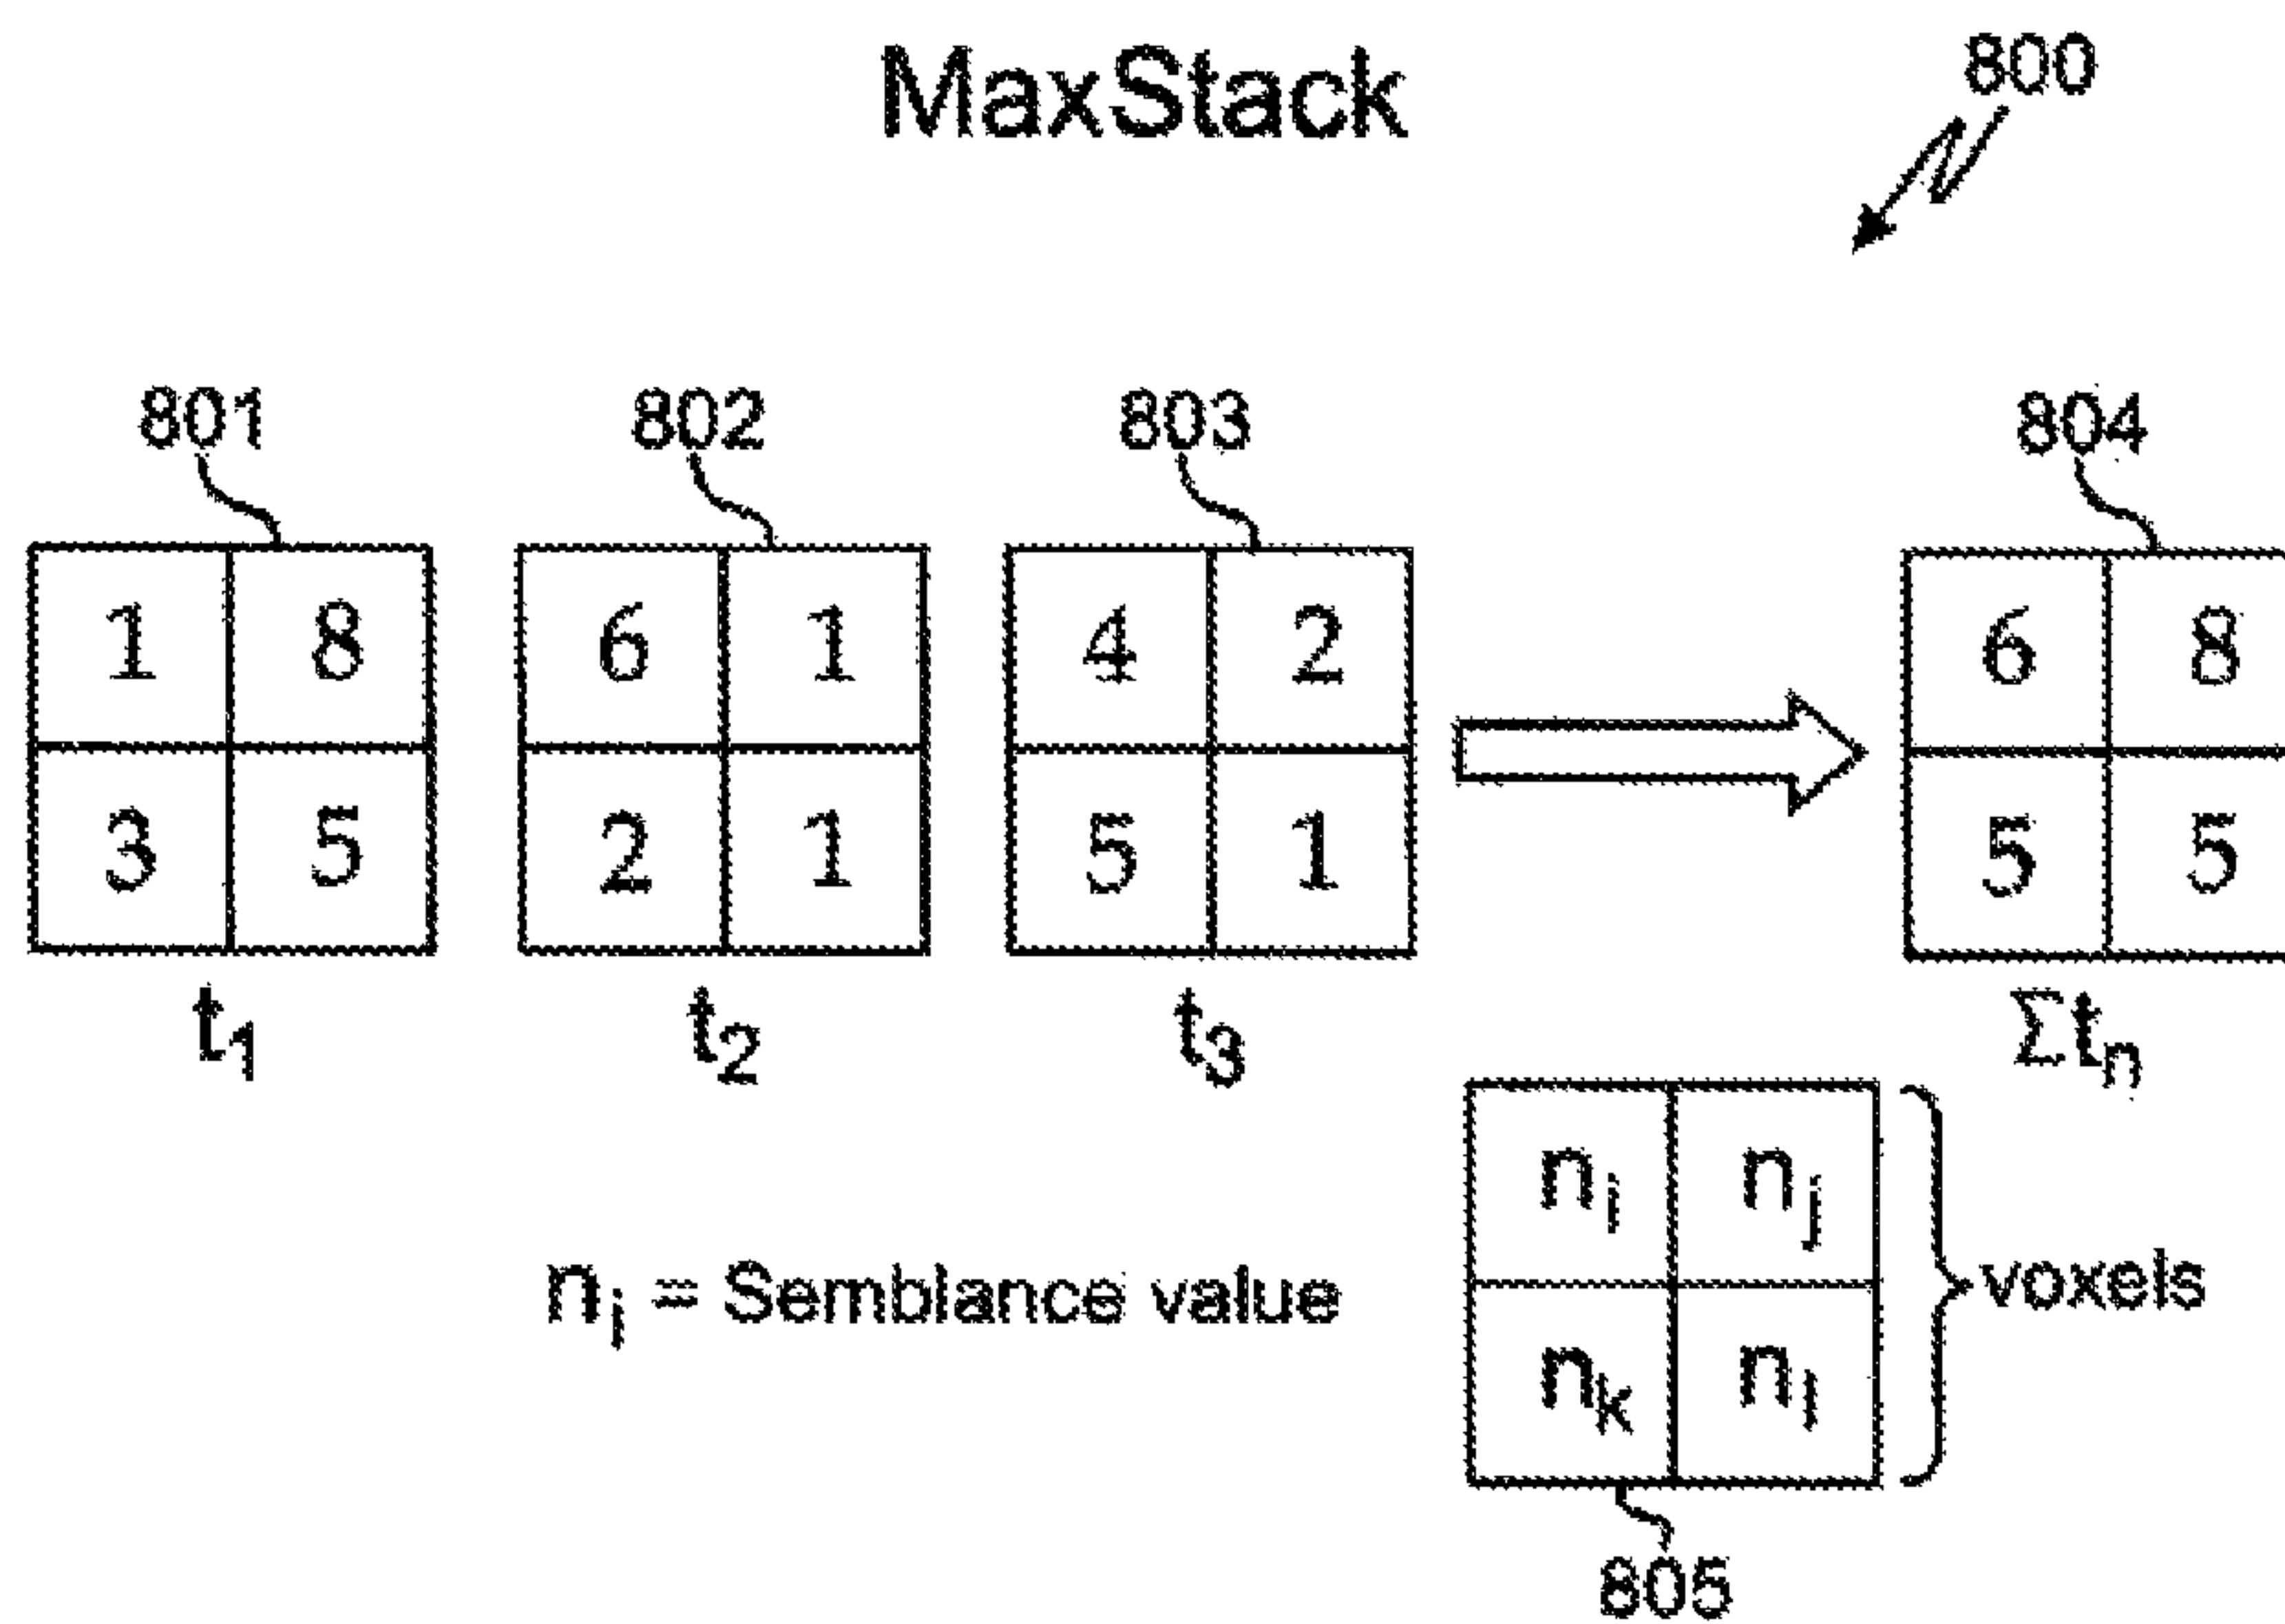 MaxStack
800
801 802 803 804
1 8 6 1 4 2 6 8
3 5 2 1 5 1 5 5
t₁ t₂ t₃ Σtₙ
nᵢ nⱼ
nᵢ = Semblance value voxels
nₖ nₗ
805